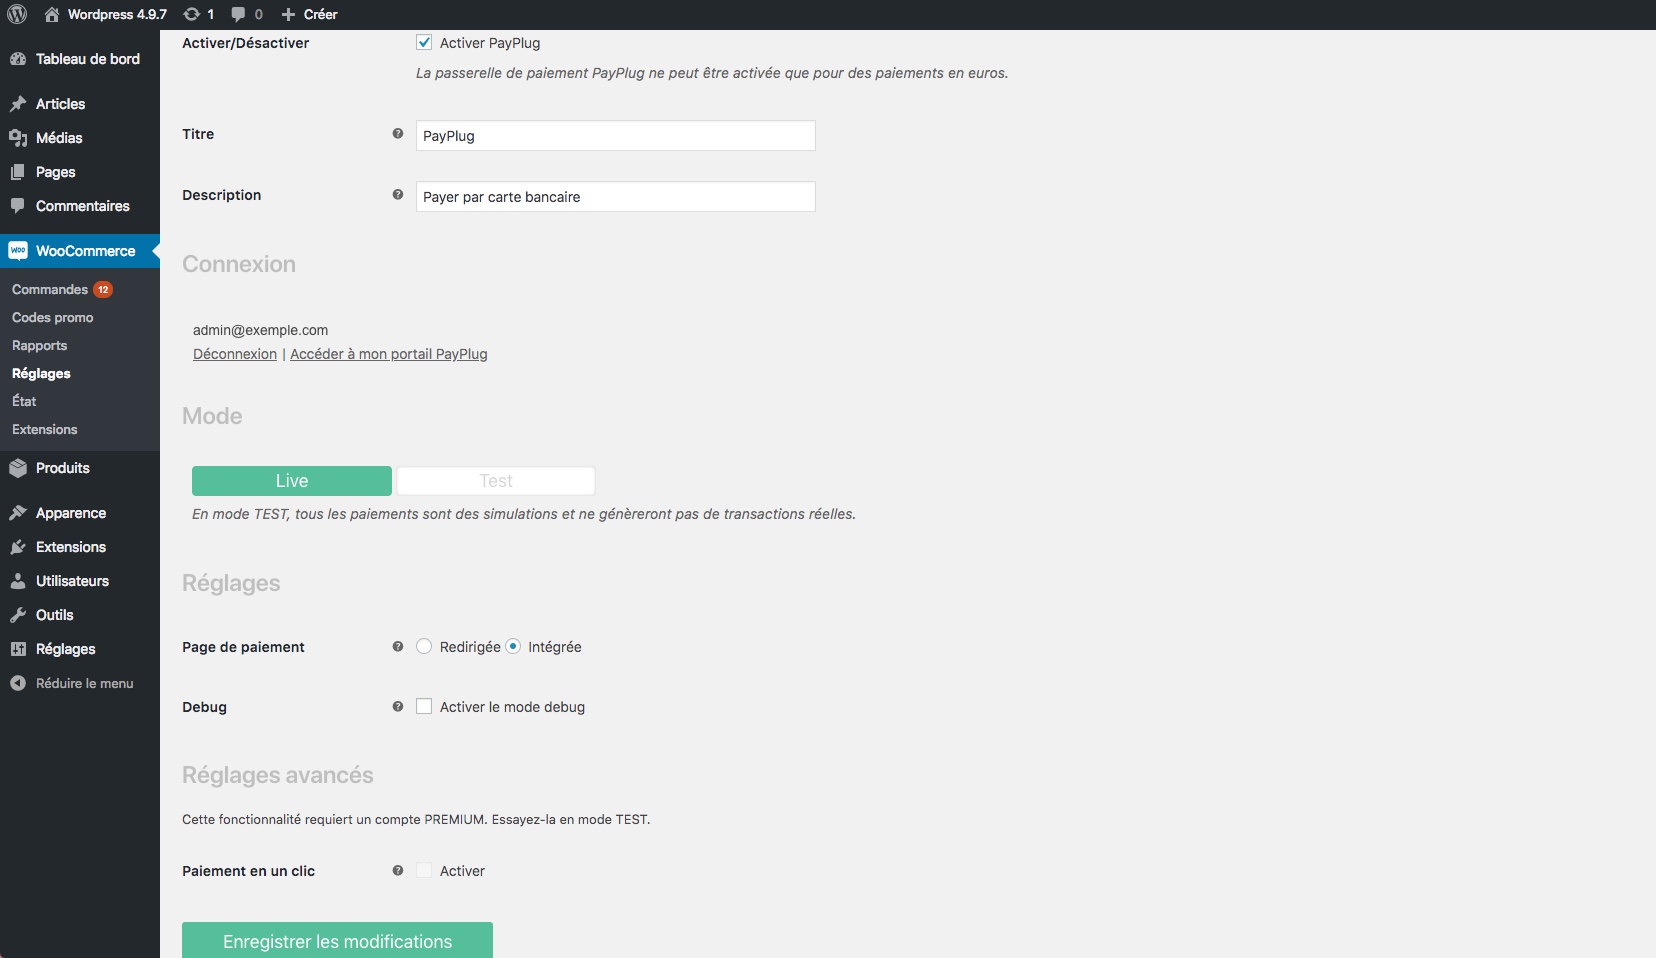 Wordpress 4.9.7 1 0 Créer
Tableau de bord
Articles
Médias
Pages
Commentaires
WooCommerce
Commandes 12
Codes promo
Rapports
Réglages
État
Extensions
Produits
Apparence
Extensions
Utilisateurs
Outils
Réglages
Réduire le menu
Activer/Désactiver Activer PayPlug
La passerelle de paiement PayPlug ne peut être activée que pour des paiements en euros.
Titre PayPlug
Description Payer par carte bancaire
Connexion
admin@exemple.com
Déconnexion | Accéder à mon portail PayPlug
Mode
Live Test
En mode TEST, tous les paiements sont des simulations et ne génèreront pas de transactions réelles.
Réglages
Page de paiement Redirigée Intégrée
Debug Activer le mode debug
Réglages avancés
Cette fonctionnalité requiert un compte PREMIUM. Essayez-la en mode TEST.
Paiement en un clic Activer
Enregistrer les modifications